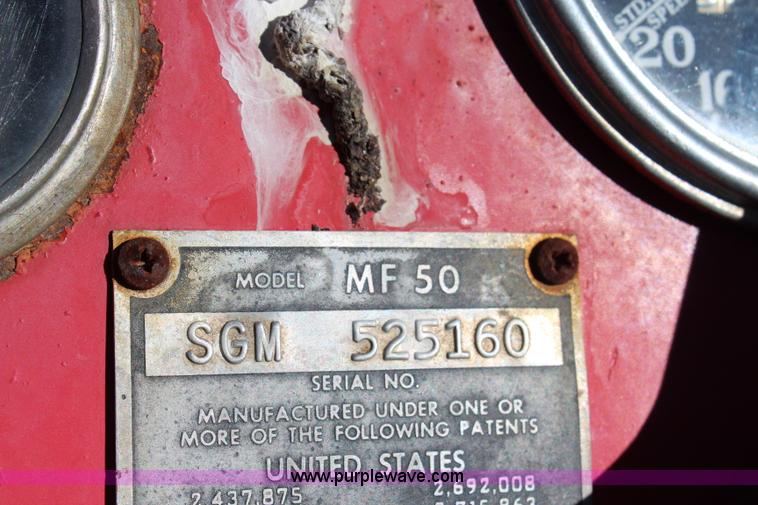 STD.
SPEED
20
MODEL MF 50
SGM 525160
SERIAL NO.
MANUFACTURED UNDER ONE OR
MORE OF THE FOLLOWING PATENTS
UNITED STATES
2,437,875 2,692,008
www.purplewave.com